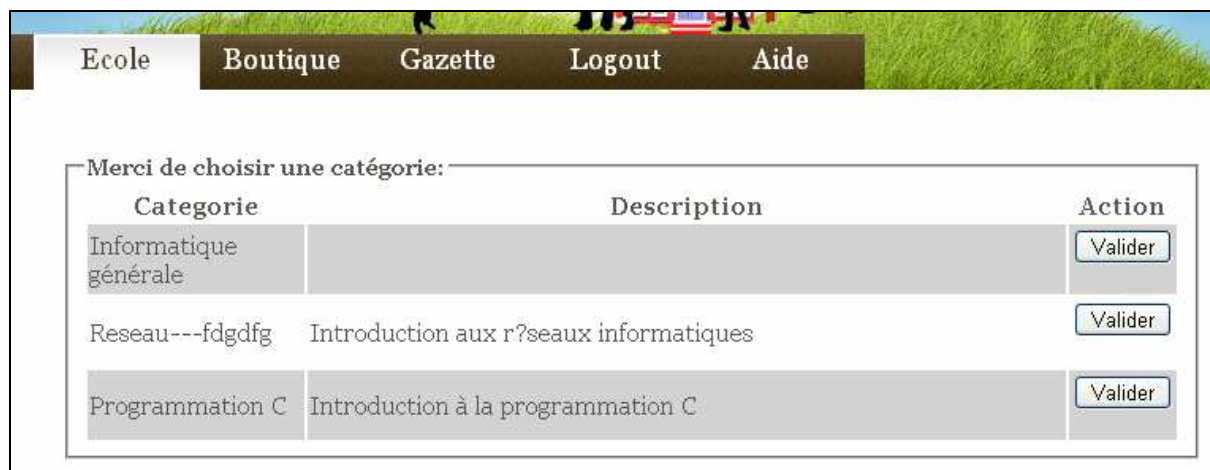 Ecole Boutique Gazette Logout Aide
Merci de choisir une catégorie:
Categorie Description Action
Informatique générale Valider
Reseau---fdgdfg Introduction aux r?seaux informatiques Valider
Programmation C Introduction à la programmation C Valider